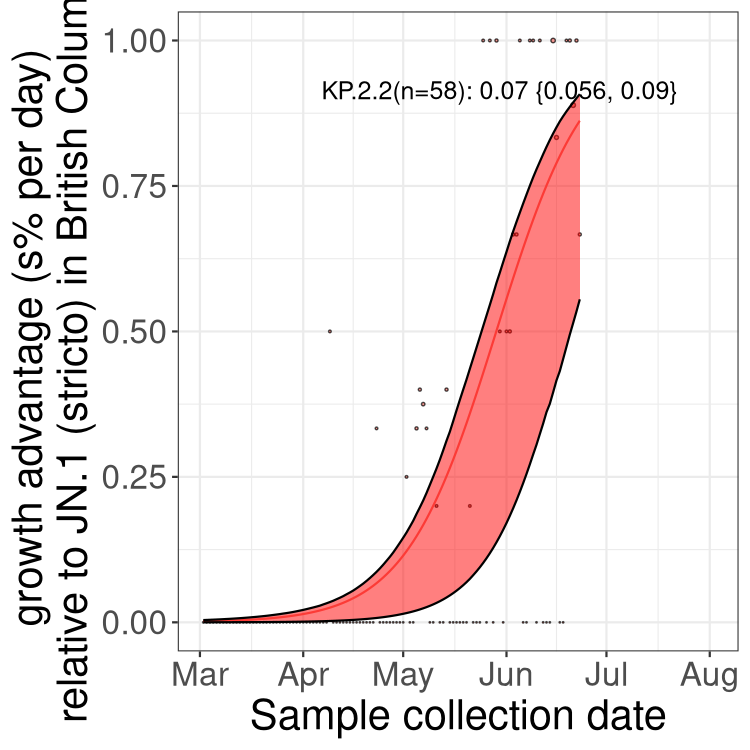 growth advantage (s% per day)
relative to JN.1 (stricto) in British Colum
1.00
0.75
0.50
0.25
0.00
KP.2.2(n=58): 0.07 {0.056, 0.09}
Mar Apr May Jun Jul Aug
Sample collection date